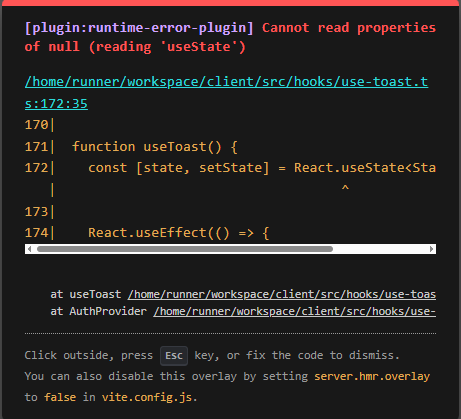 [plugin:runtime-error-plugin] Cannot read properties
of null (reading 'useState')
/home/runner/workspace/client/src/hooks/use-toast.t
s:172:35
170|
171|  function useToast() {
172|    const [state, setState] = React.useState<Sta
   |                                   ^
173|
174|    React.useEffect(() => {
at useToast /home/runner/workspace/client/src/hooks/use-toas
at AuthProvider /home/runner/workspace/client/src/hooks/use-
Click outside, press Esc key, or fix the code to dismiss.
You can also disable this overlay by setting server.hmr.overlay
to false in vite.config.js.